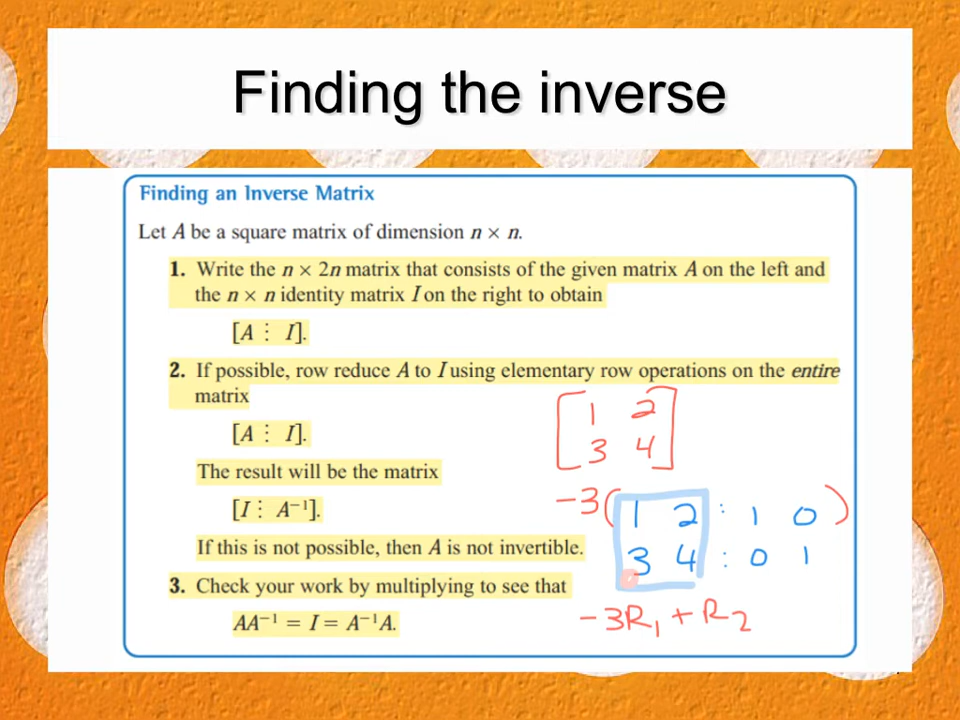 Finding the inverse
Finding an Inverse Matrix
Let A be a square matrix of dimension n × n.
1. Write the n × 2n matrix that consists of the given matrix A on the left and
the n × n identity matrix I on the right to obtain
[A ⋮ I].
2. If possible, row reduce A to I using elementary row operations on the entire
matrix
[A ⋮ I].
The result will be the matrix
[I ⋮ A⁻¹].
If this is not possible, then A is not invertible.
3. Check your work by multiplying to see that
AA⁻¹ = I = A⁻¹A.
1 2
3 4
-3( 1 2 : 1 0 )
3 4 : 0 1
-3R₁ + R₂